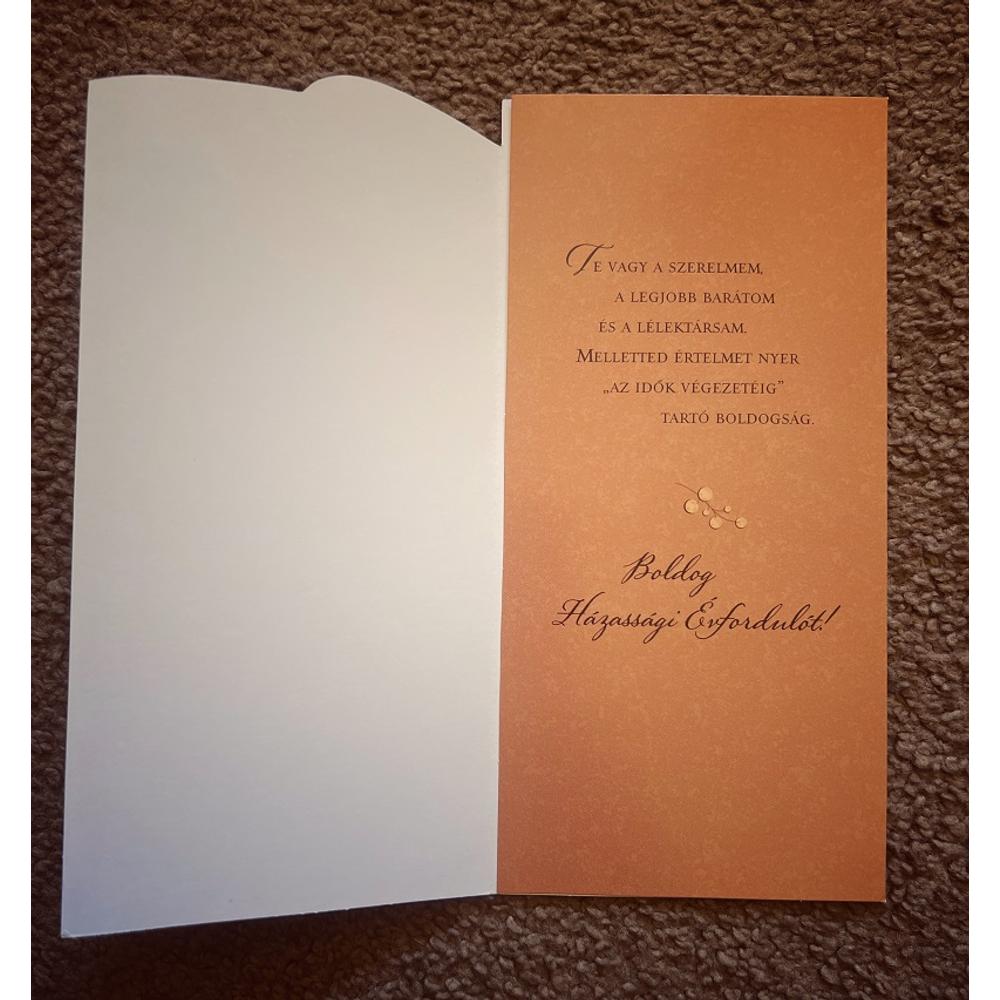 Te vagy a szerelmem,
a legjobb barátom
és a lélektársam.
Melletted értelmet nyer
„az idők végezetéig”
tartó boldogság.
Boldog
Házassági Évfordulót!